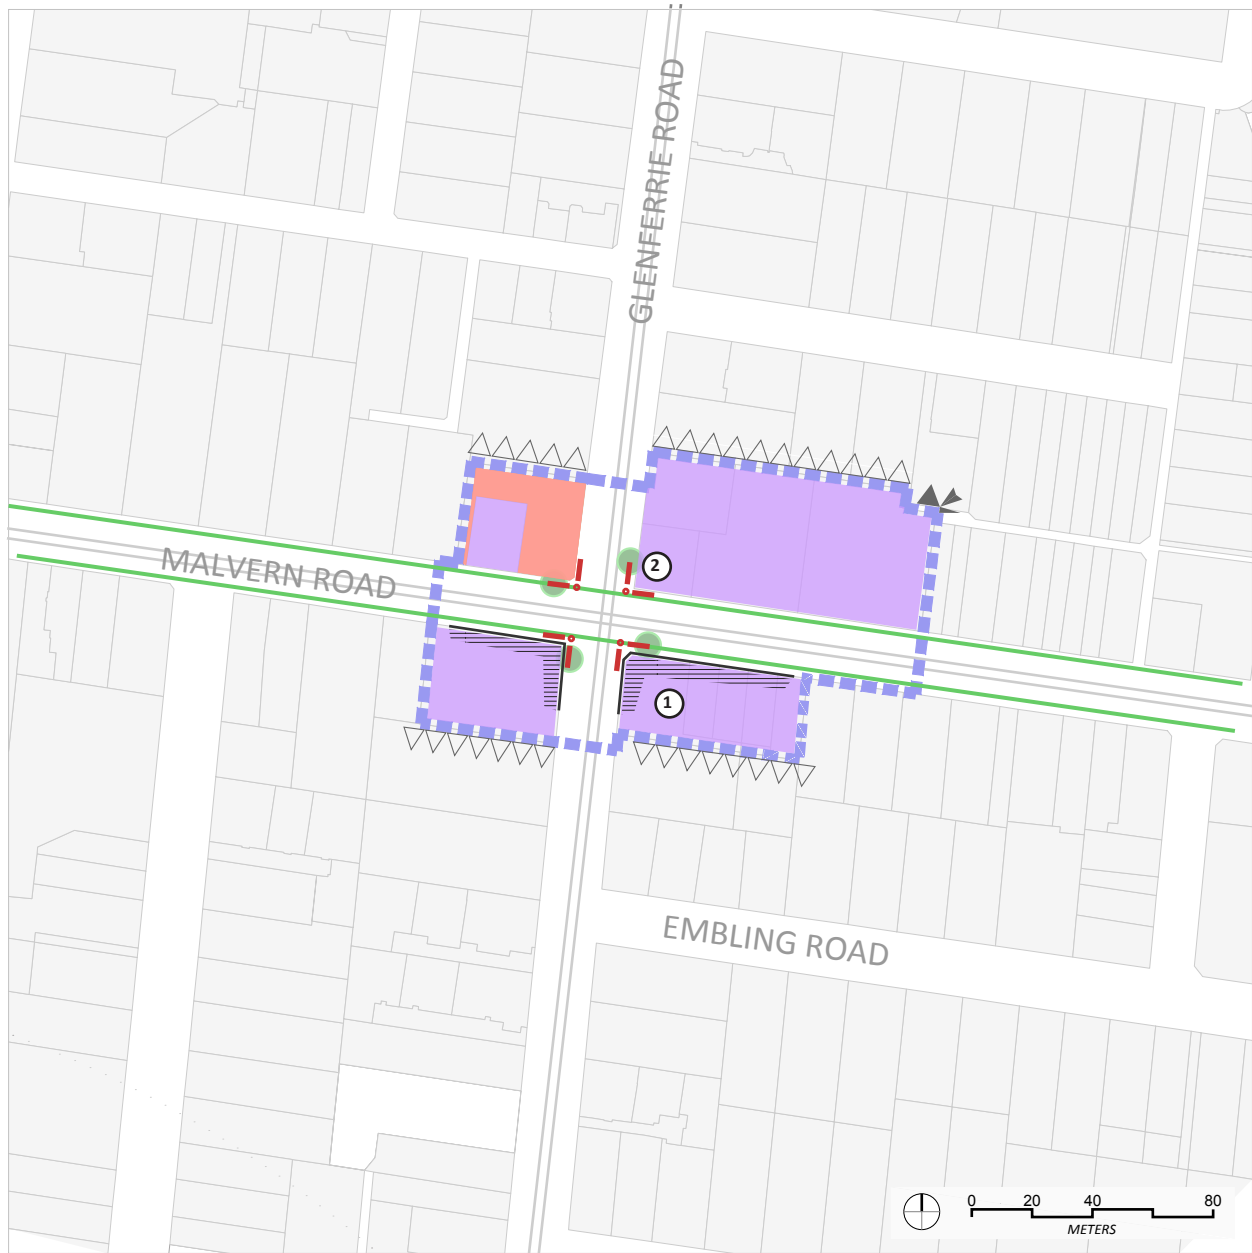 GLENFERRIE ROAD
2
MALVERN ROAD
1
EMBLING ROAD
0 20 40 80
METERS